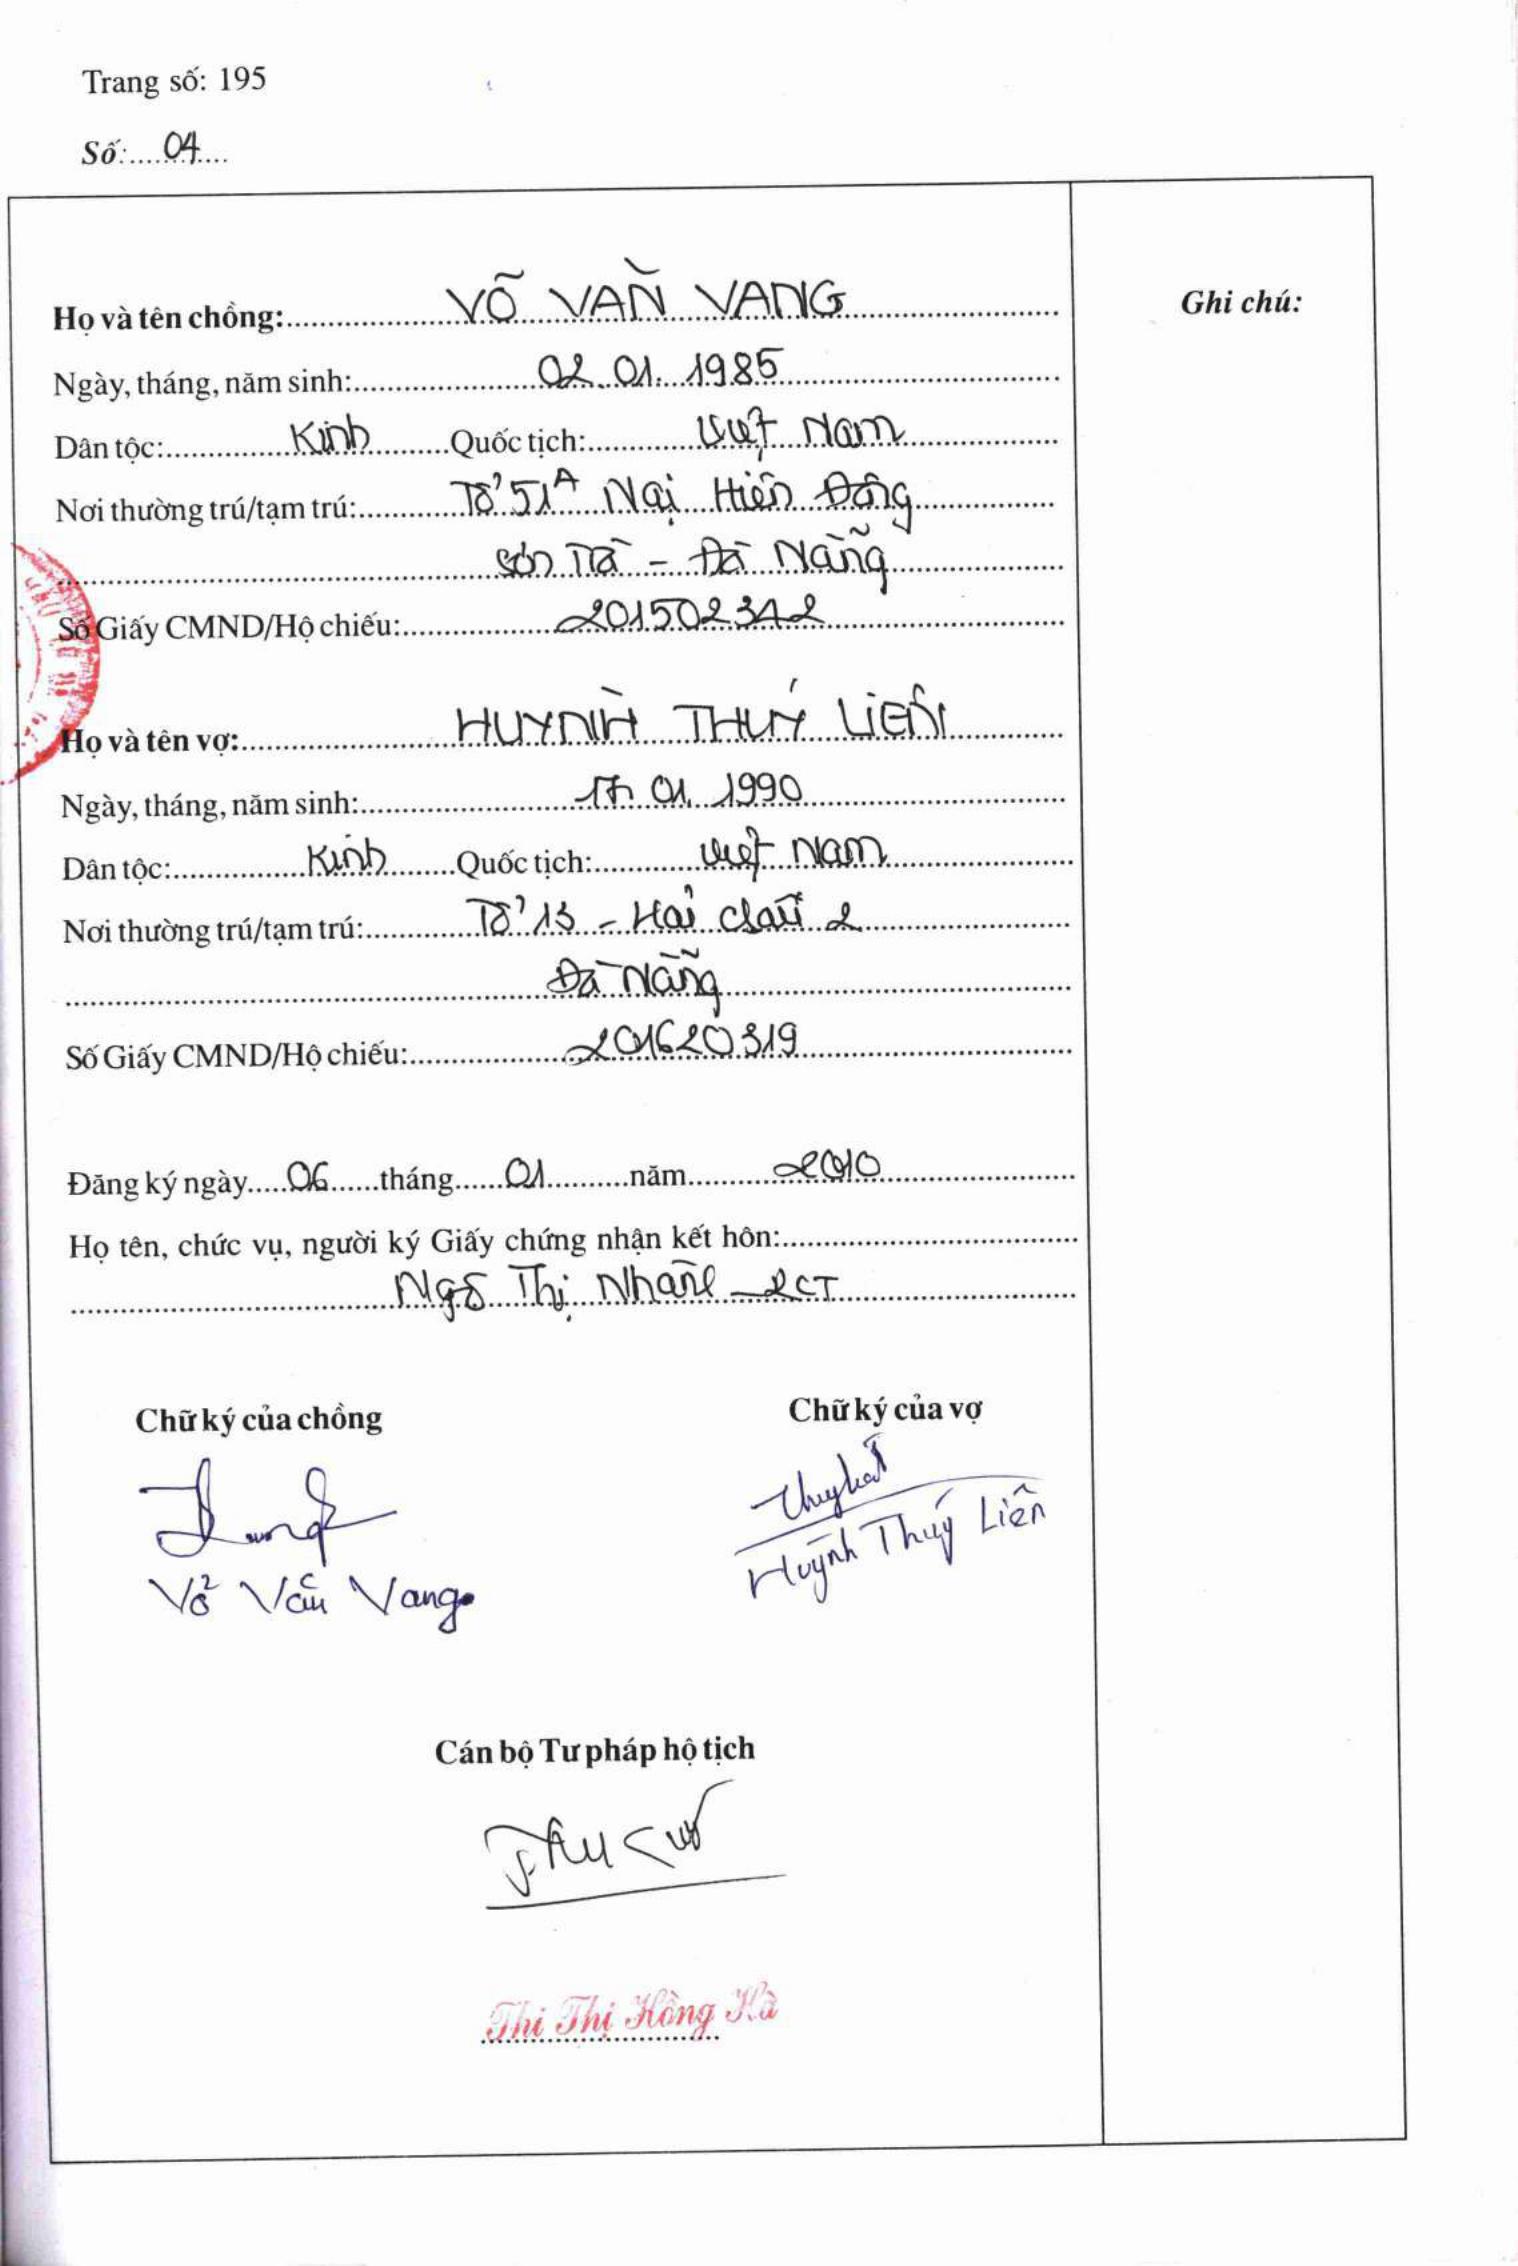 Trang số: 195
Số: 04
Họ và tên chồng: VÕ VĂN VANG
Ghi chú:
Ngày, tháng, năm sinh: 02.01.1985
Dân tộc: Kinh Quốc tịch: Việt Nam
Nơi thường trú/tạm trú: Tổ 51A Nại Hiên Đông
Sơn Trà - Đà Nẵng
Số Giấy CMND/Hộ chiếu: 201502342
Họ và tên vợ: HUỲNH THUÝ LIÊN
Ngày, tháng, năm sinh: 17.01.1990
Dân tộc: Kinh Quốc tịch: Việt Nam
Nơi thường trú/tạm trú: Tổ 13 - Hải Châu 2
Đà Nẵng
Số Giấy CMND/Hộ chiếu: 201620319
Đăng ký ngày 06 tháng 01 năm 2010
Họ tên, chức vụ, người ký Giấy chứng nhận kết hôn:
Ngô Thị - PCT
Chữ ký của chồng
Chữ ký của vợ
Võ Văn Vang
Huỳnh Thuý Liên
Cán bộ Tư pháp hộ tịch
Thi Thị Hồng Hà